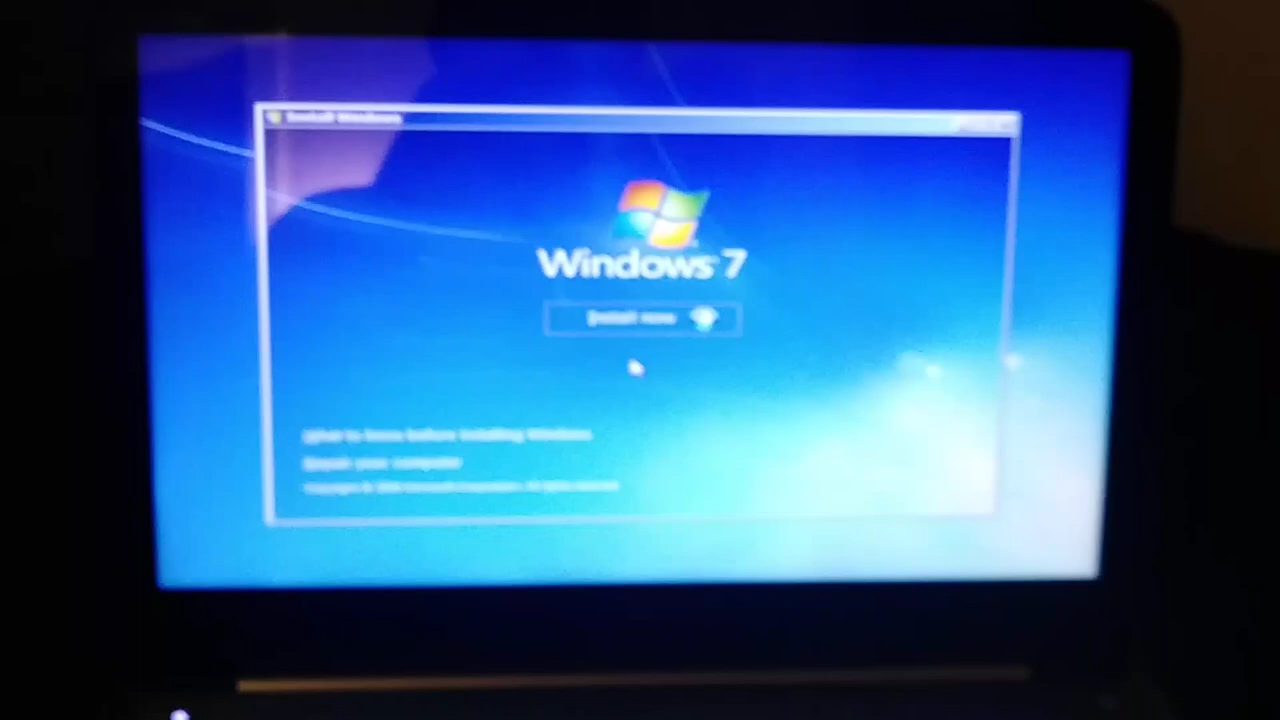 Install Windows
Windows 7
Install now
What to know before installing Windows
Repair your computer